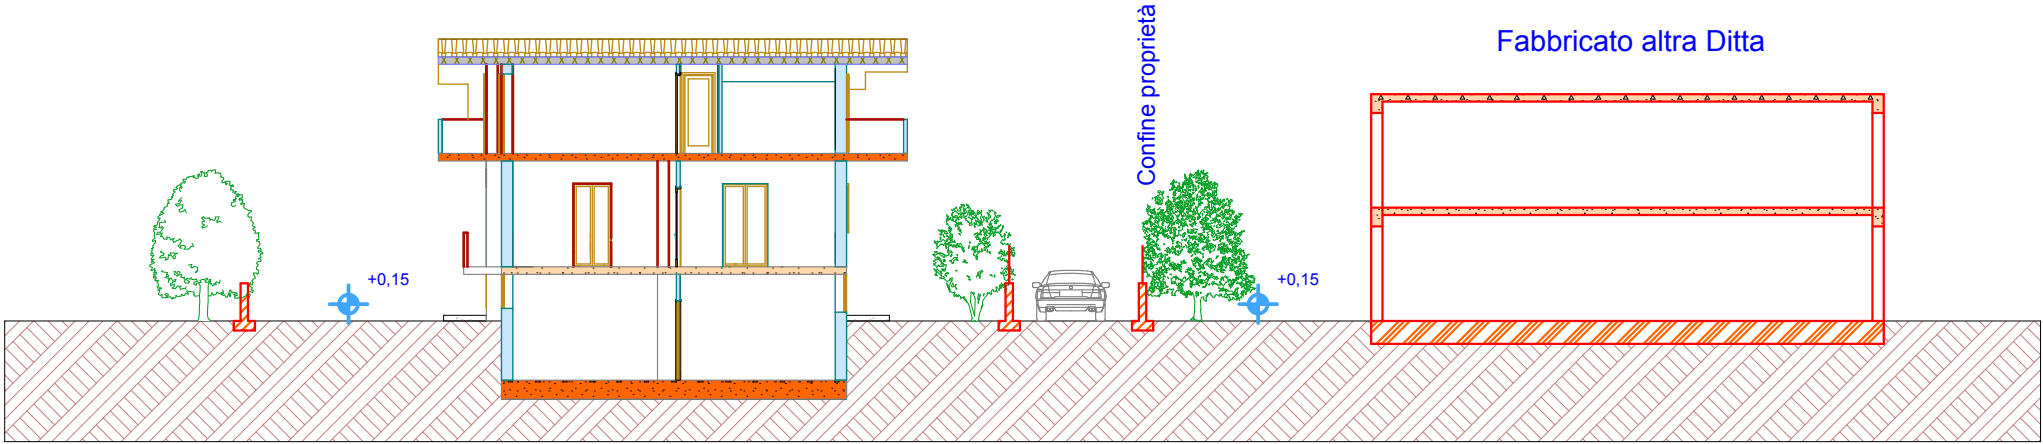 Confine proprietà
Fabbricato altra Ditta
+0,15
+0,15